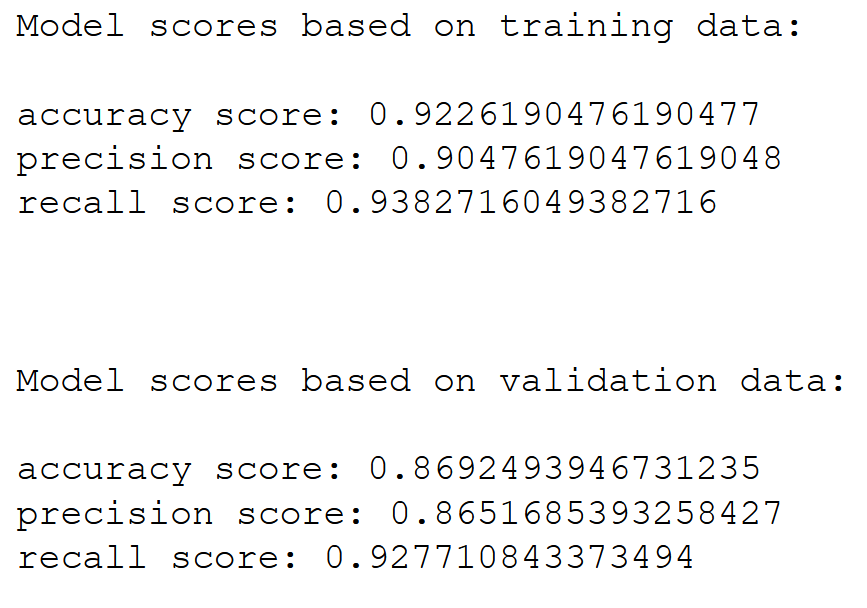 Model scores based on training data:
accuracy score: 0.9226190476190477
precision score: 0.9047619047619048
recall score: 0.9382716049382716
Model scores based on validation data:
accuracy score: 0.8692493946731235
precision score: 0.8651685393258427
recall score: 0.927710843373494